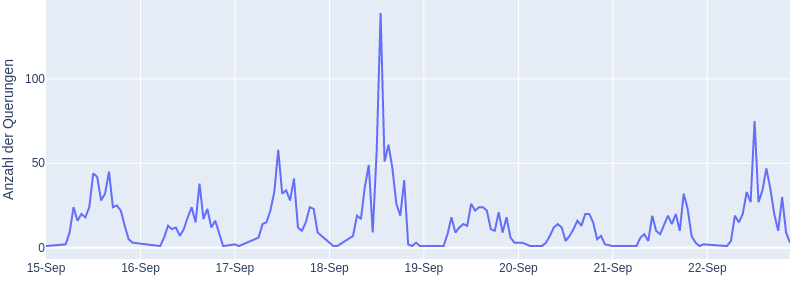 Anzahl der Querungen
100
50
0
15-Sep
16-Sep
17-Sep
18-Sep
19-Sep
20-Sep
21-Sep
22-Sep